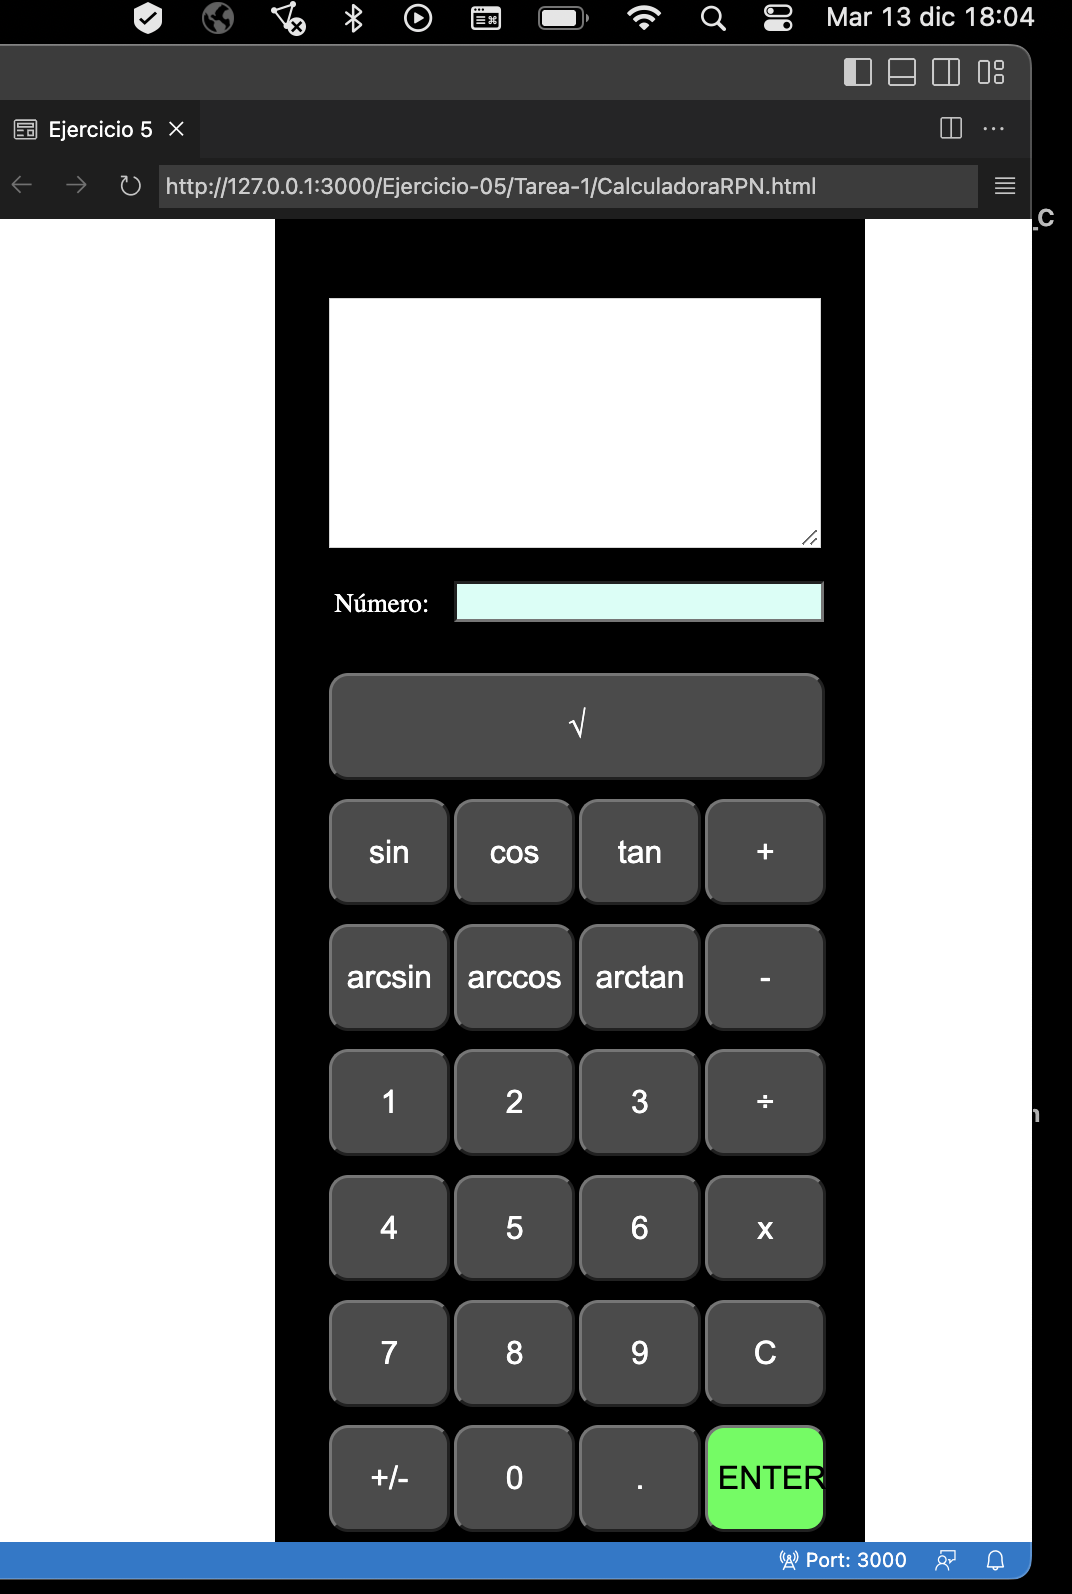 Mar 13 dic 18:04
Ejercicio 5
http://127.0.0.1:3000/Ejercicio-05/Tarea-1/CalculadoraRPN.html
_C
Número:
√
sin cos tan +
arcsin arccos arctan -
1 2 3 ÷
4 5 6 x
7 8 9 C
+/- 0 . ENTER
Port: 3000